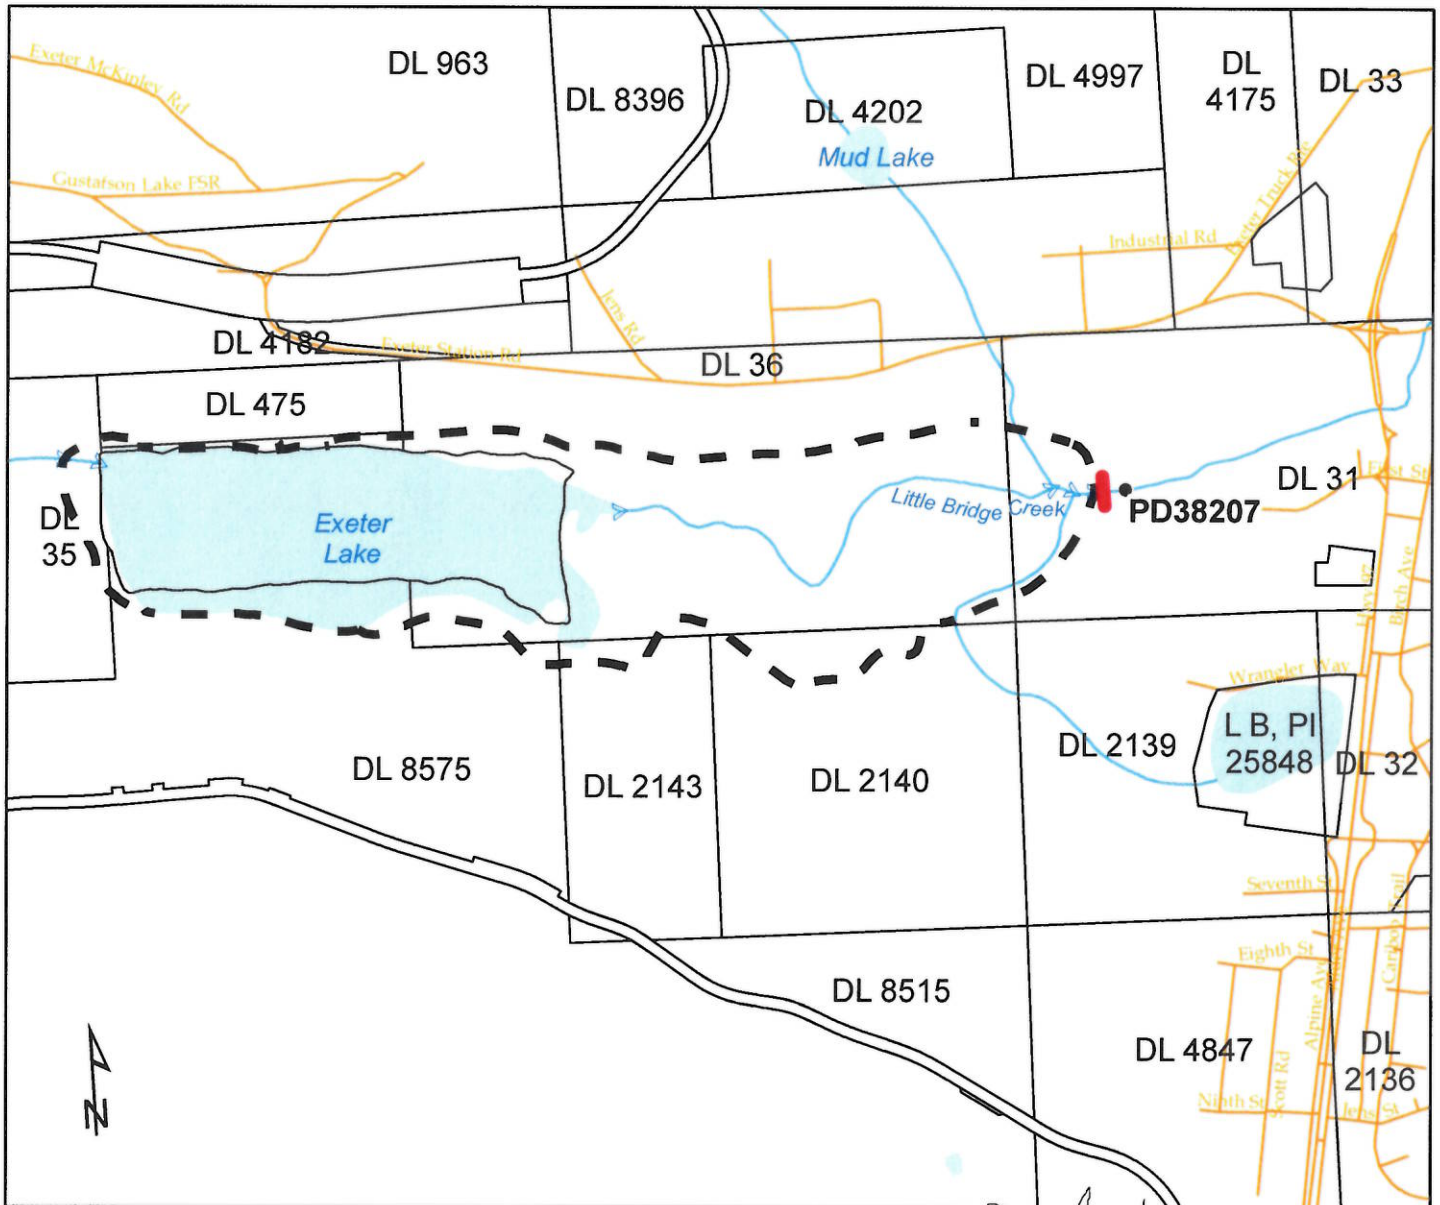 Exeter McKinley Rd
DL 963
DL 8396
DL 4202
Mud Lake
DL 4997
DL
4175
DL 33
Gustafson Lake FSR
Exeter Truck Rte
Industrial Rd
Jens Rd
DL 4182
Exeter Station Rd
DL 36
DL 475
DL 31
First St
Little Bridge Creek
PD38207
DL
35
Exeter
Lake
Hwy 97
Birch Ave
Wrangler Way
L B, Pl
25848
DL 2139
DL 32
DL 8575
DL 2143
DL 2140
Seventh St
Cariboo Trail
Eighth St
Alpine Ave
DL 8515
DL 4847
DL
2136
Scott Rd
Ninth St
Jens St
N